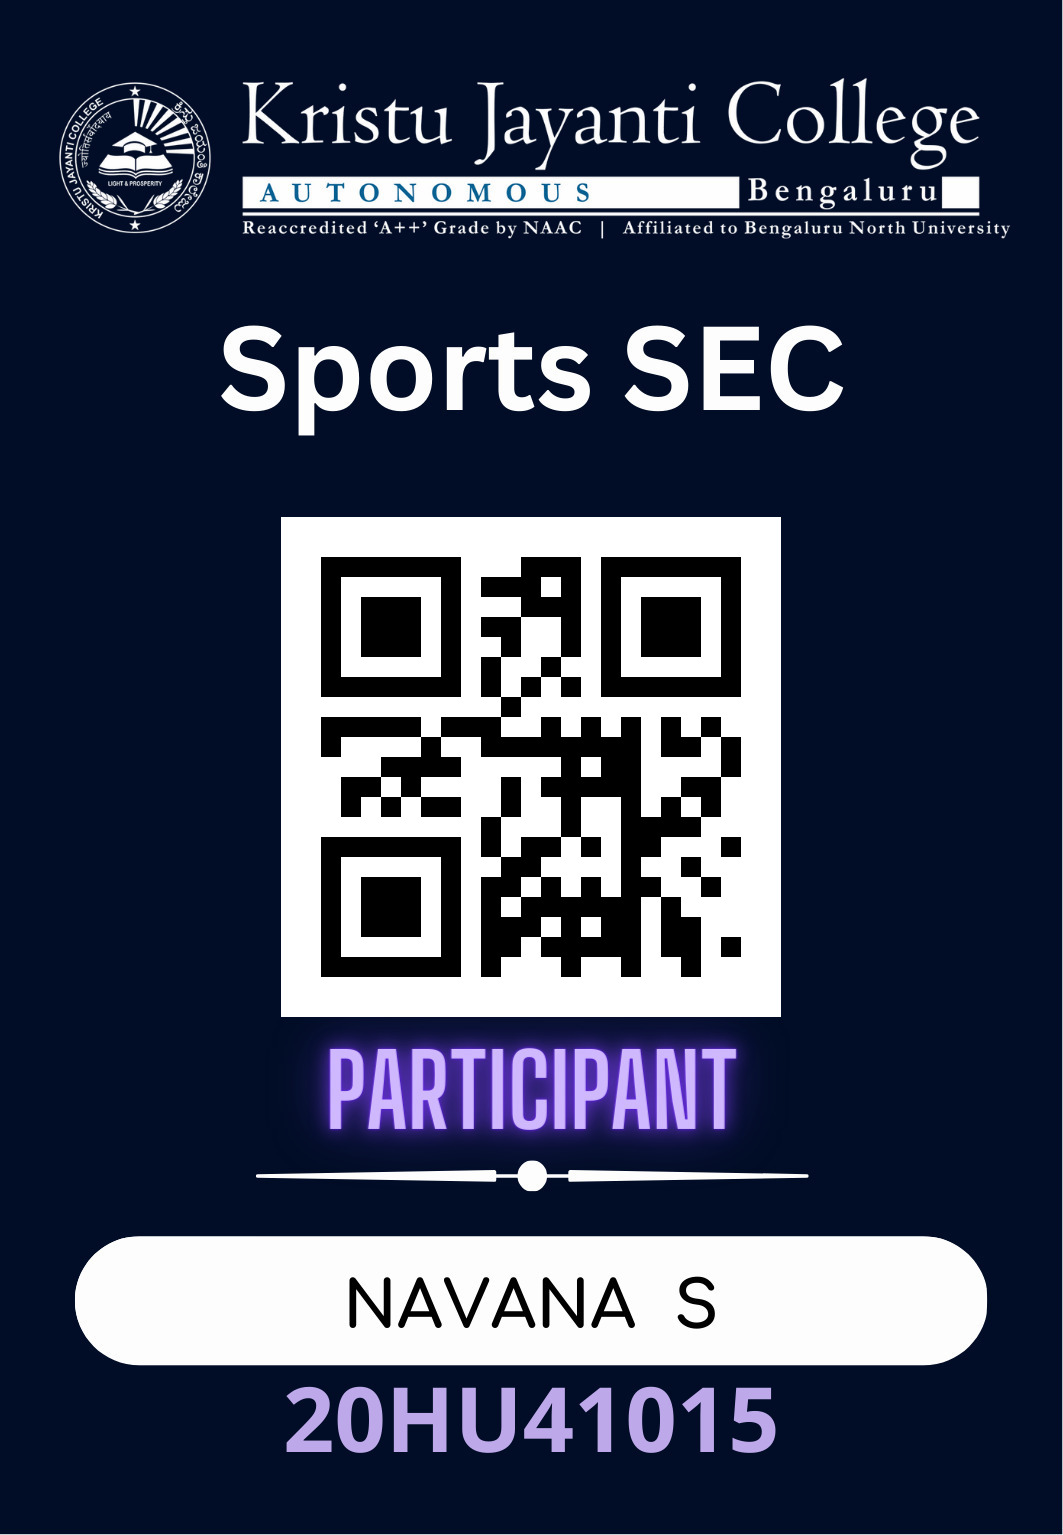 KRISTU JAYANTI COLLEGE
LIGHT & PROSPERITY
Kristu Jayanti College
AUTONOMOUS Bengaluru
Reaccredited ‘A++’ Grade by NAAC | Affiliated to Bengaluru North University
Sports SEC
PARTICIPANT
NAVANA S
20HU41015